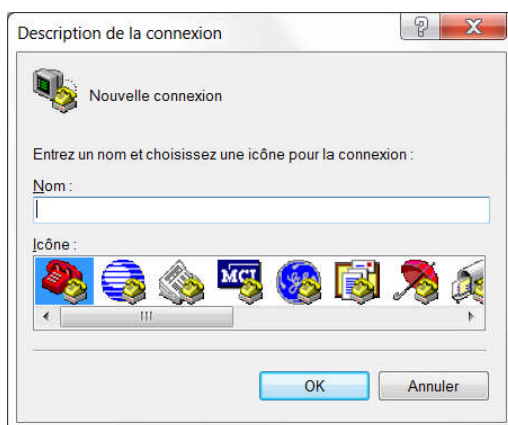 Description de la connexion
Nouvelle connexion
Entrez un nom et choisissez une icône pour la connexion :
Nom :
Icône :
MCI
OK
Annuler